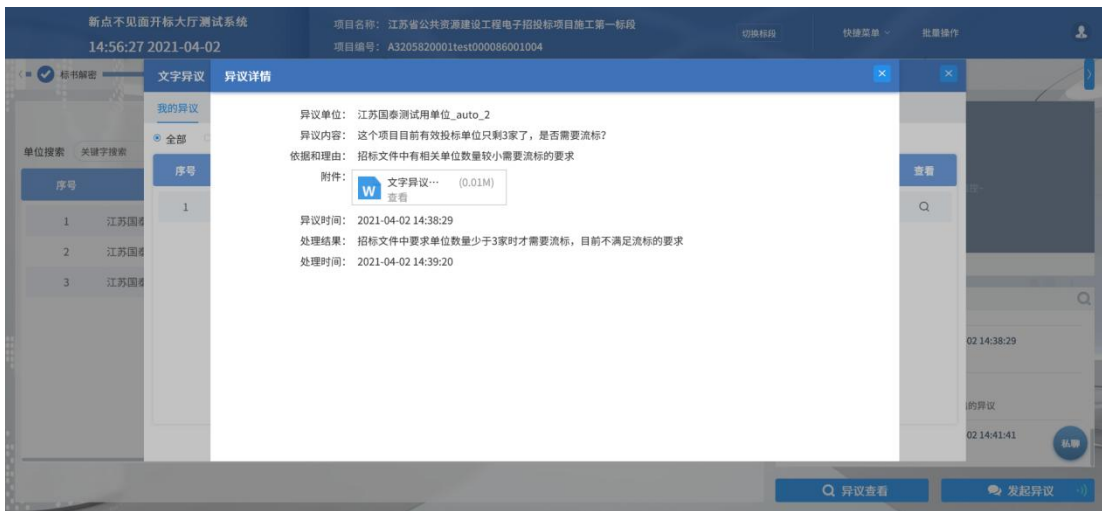 新点不见面开标大厅测试系统
14:56:27 2021-04-02
项目名称： 江苏省公共资源建设工程电子招投标项目施工第一标段
项目编号： A3205820001test000086001004
切换标段
快捷菜单
批量操作
标书解密
文字异议
异议详情
我的异议
全部
单位搜索
关键字搜索
序号
1 江苏国泰
2 江苏国泰
3 江苏国泰
序号
1
查看
异议单位： 江苏国泰测试用单位_auto_2
异议内容： 这个项目目前有效投标单位只剩3家了，是否需要流标？
依据和理由： 招标文件中有相关单位数量较小需要流标的要求
附件：
W 文字异议… (0.01M)
查看
异议时间： 2021-04-02 14:38:29
处理结果： 招标文件中要求单位数量少于3家时才需要流标，目前不满足流标的要求
处理时间： 2021-04-02 14:39:20
02 14:38:29
的异议
02 14:41:41
私聊
异议查看
发起异议